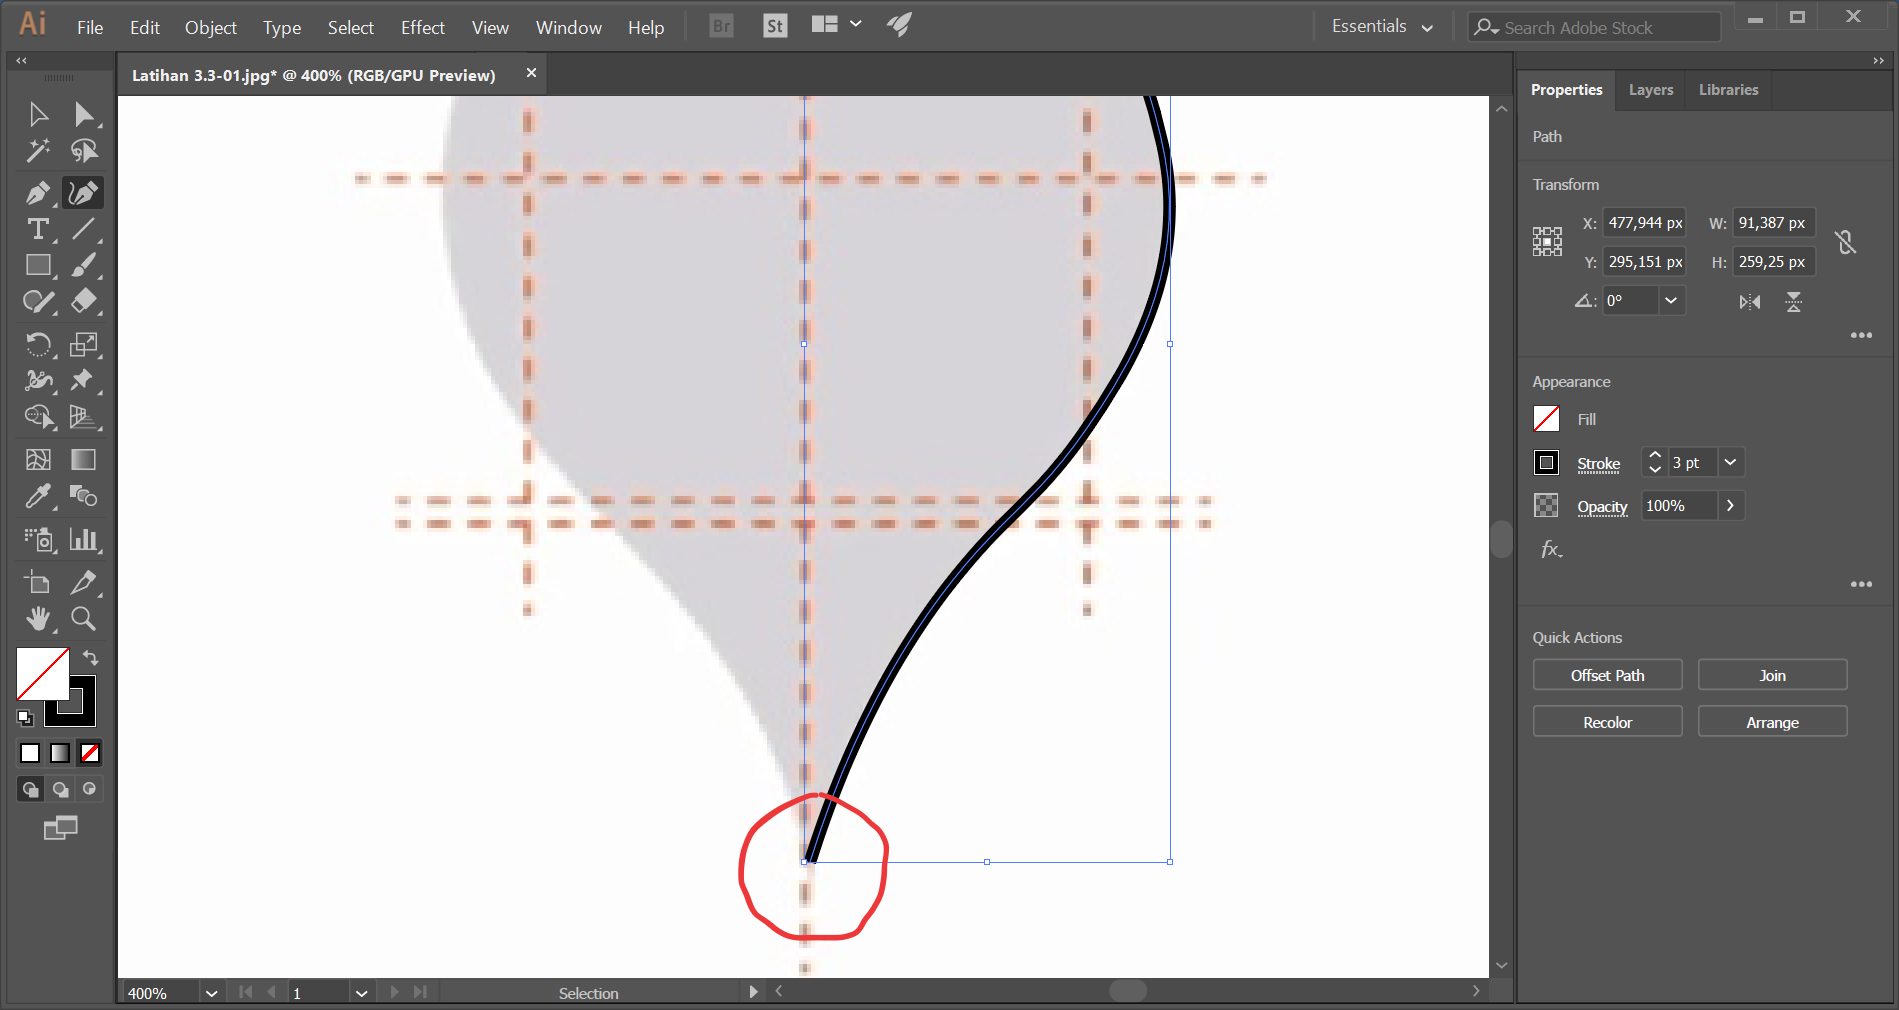 Ai File Edit Object Type Select Effect View Window Help Br St Essentials Search Adobe Stock
Latihan 3.3-01.jpg* @ 400% (RGB/GPU Preview) ×
Properties Layers Libraries
Path
Transform
X: 477,944 px W: 91,387 px
Y: 295,151 px H: 259,25 px
0°
Appearance
Fill
Stroke 3 pt
Opacity 100%
fx
Quick Actions
Offset Path Join
Recolor Arrange
400% 1 Selection